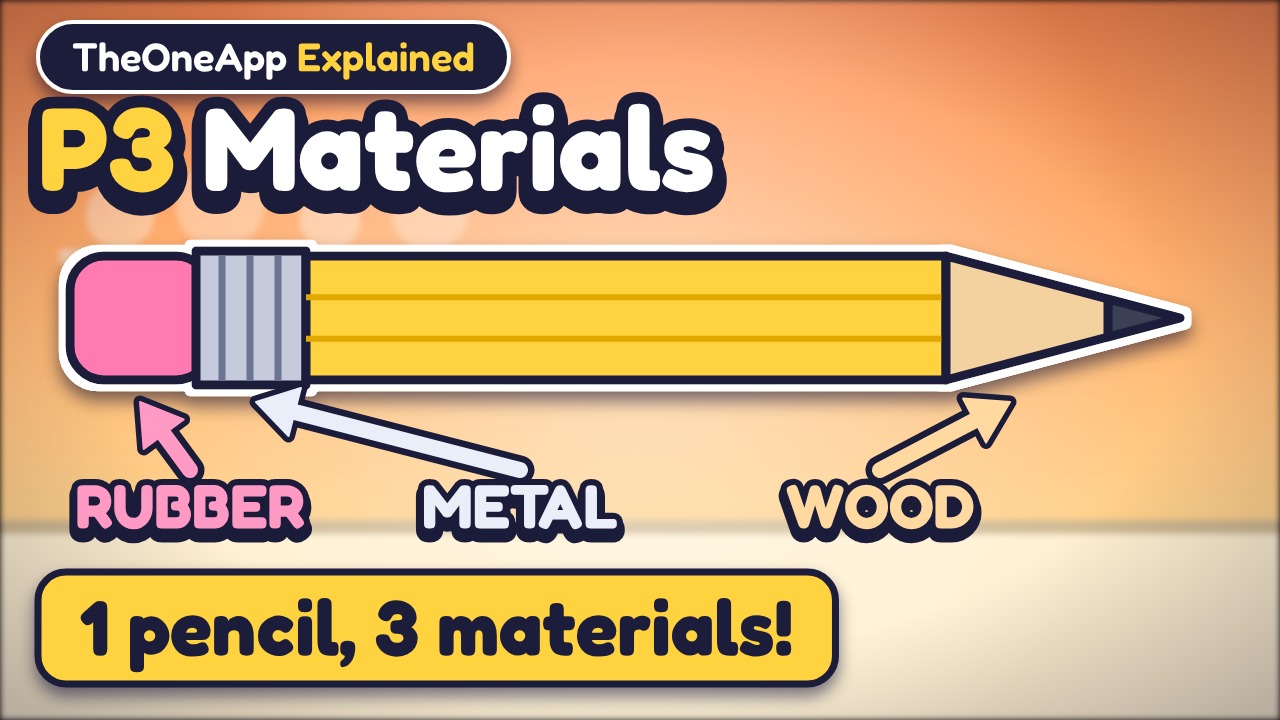 TheOneApp Explained
P3 Materials
RUBBER METAL WOOD
1 pencil, 3 materials!